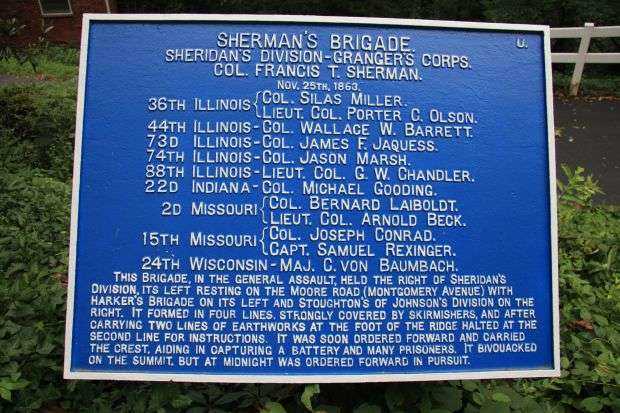 SHERMAN'S BRIGADE. U.
SHERIDAN'S DIVISION-GRANGER'S CORPS.
COL. FRANCIS T. SHERMAN.
NOV. 25TH, 1863.
36TH ILLINOIS { COL. SILAS MILLER.
LIEUT. COL. PORTER C. OLSON.
44TH ILLINOIS-COL. WALLACE W. BARRETT.
73D ILLINOIS-COL. JAMES F. JAQUESS.
74TH ILLINOIS-COL. JASON MARSH.
88TH ILLINOIS-LIEUT. COL. G. W. CHANDLER.
22D INDIANA-COL. MICHAEL GOODING.
2D MISSOURI { COL. BERNARD LAIBOLDT.
LIEUT. COL. ARNOLD BECK.
15TH MISSOURI { COL. JOSEPH CONRAD.
CAPT. SAMUEL REXINGER.
24TH WISCONSIN-MAJ. C. VON BAUMBACH.
THIS BRIGADE, IN THE GENERAL ASSAULT, HELD THE RIGHT OF SHERIDAN'S
DIVISION, ITS LEFT RESTING ON THE MOORE ROAD (MONTGOMERY AVENUE) WITH
HARKER'S BRIGADE ON ITS LEFT AND STOUGHTON'S OF JOHNSON'S DIVISION ON THE
RIGHT. IT FORMED IN FOUR LINES, STRONGLY COVERED BY SKIRMISHERS, AND AFTER
CARRYING TWO LINES OF EARTHWORKS AT THE FOOT OF THE RIDGE HALTED AT THE
SECOND LINE FOR INSTRUCTIONS. IT WAS SOON ORDERED FORWARD AND CARRIED
THE CREST, AIDING IN CAPTURING A BATTERY AND MANY PRISONERS. IT BIVOUACKED
ON THE SUMMIT, BUT AT MIDNIGHT WAS ORDERED FORWARD IN PURSUIT.